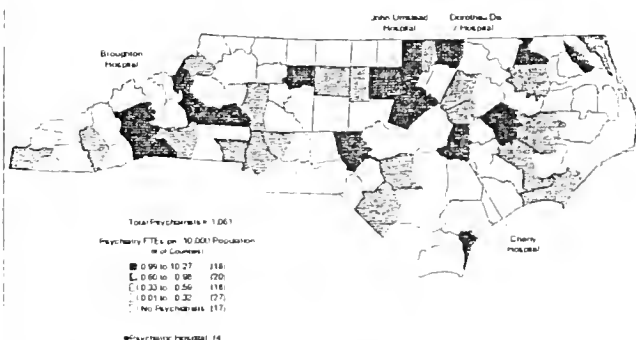 John Umstead
Hospital
Dorothea Di
Hospital
Broughton
Hospital
Total Psychiatrists = 1,061
Psychiatry FTEs per 10,000 Population
(# of Counties)
0.99 to 10.27 (18)
0.60 to 0.98 (20)
0.33 to 0.59 (18)
0.01 to 0.32 (27)
No Psychiatrists (17)
Cherry
Hospital
Psychiatric Hospital (4